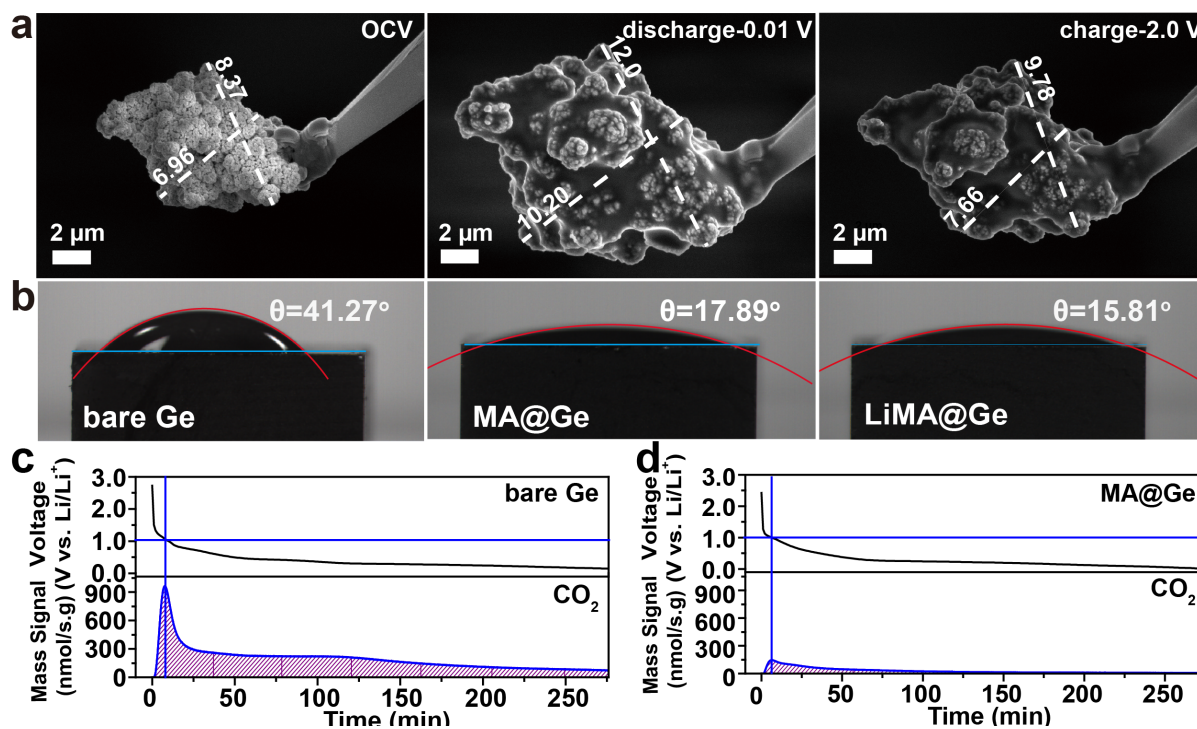 a
OCV
8.37
6.96
2 μm
discharge-0.01 V
12.0
10.20
2 μm
charge-2.0 V
9.78
7.66
2 μm
b
θ=41.27°
bare Ge
θ=17.89°
MA@Ge
θ=15.81°
LiMA@Ge
c
Voltage
(V vs. Li/Li⁺)
3.0
2.0
1.0
0.0
bare Ge
Mass Signal
(nmol/s.g)
900
600
300
0
CO₂
0 50 100 150 200 250
Time (min)
d
Voltage
(V vs. Li/Li⁺)
3.0
2.0
1.0
0.0
MA@Ge
Mass Signal
(nmol/s.g)
900
600
300
0
CO₂
0 50 100 150 200 250
Time (min)